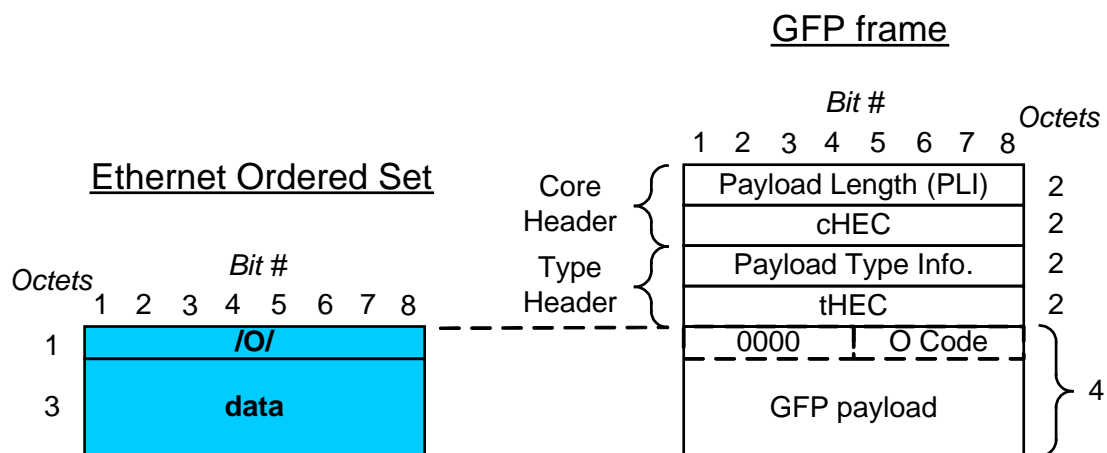 GFP frame
Bit #
Octets
1 2 3 4 5 6 7 8
Ethernet Ordered Set
Core
Header
Payload Length (PLI)
2
cHEC
2
Type
Header
Payload Type Info.
2
tHEC
2
Bit #
Octets
1 2 3 4 5 6 7 8
1
/O/
0000
O Code
3
data
GFP payload
4